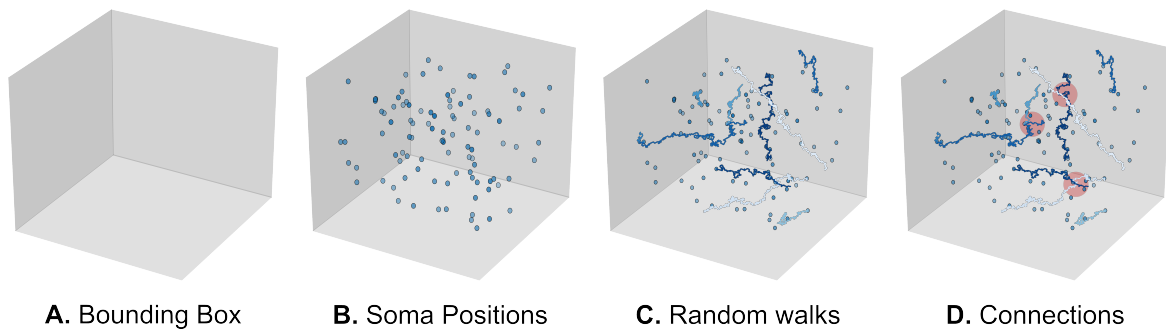 A. Bounding Box
B. Soma Positions
C. Random walks
D. Connections